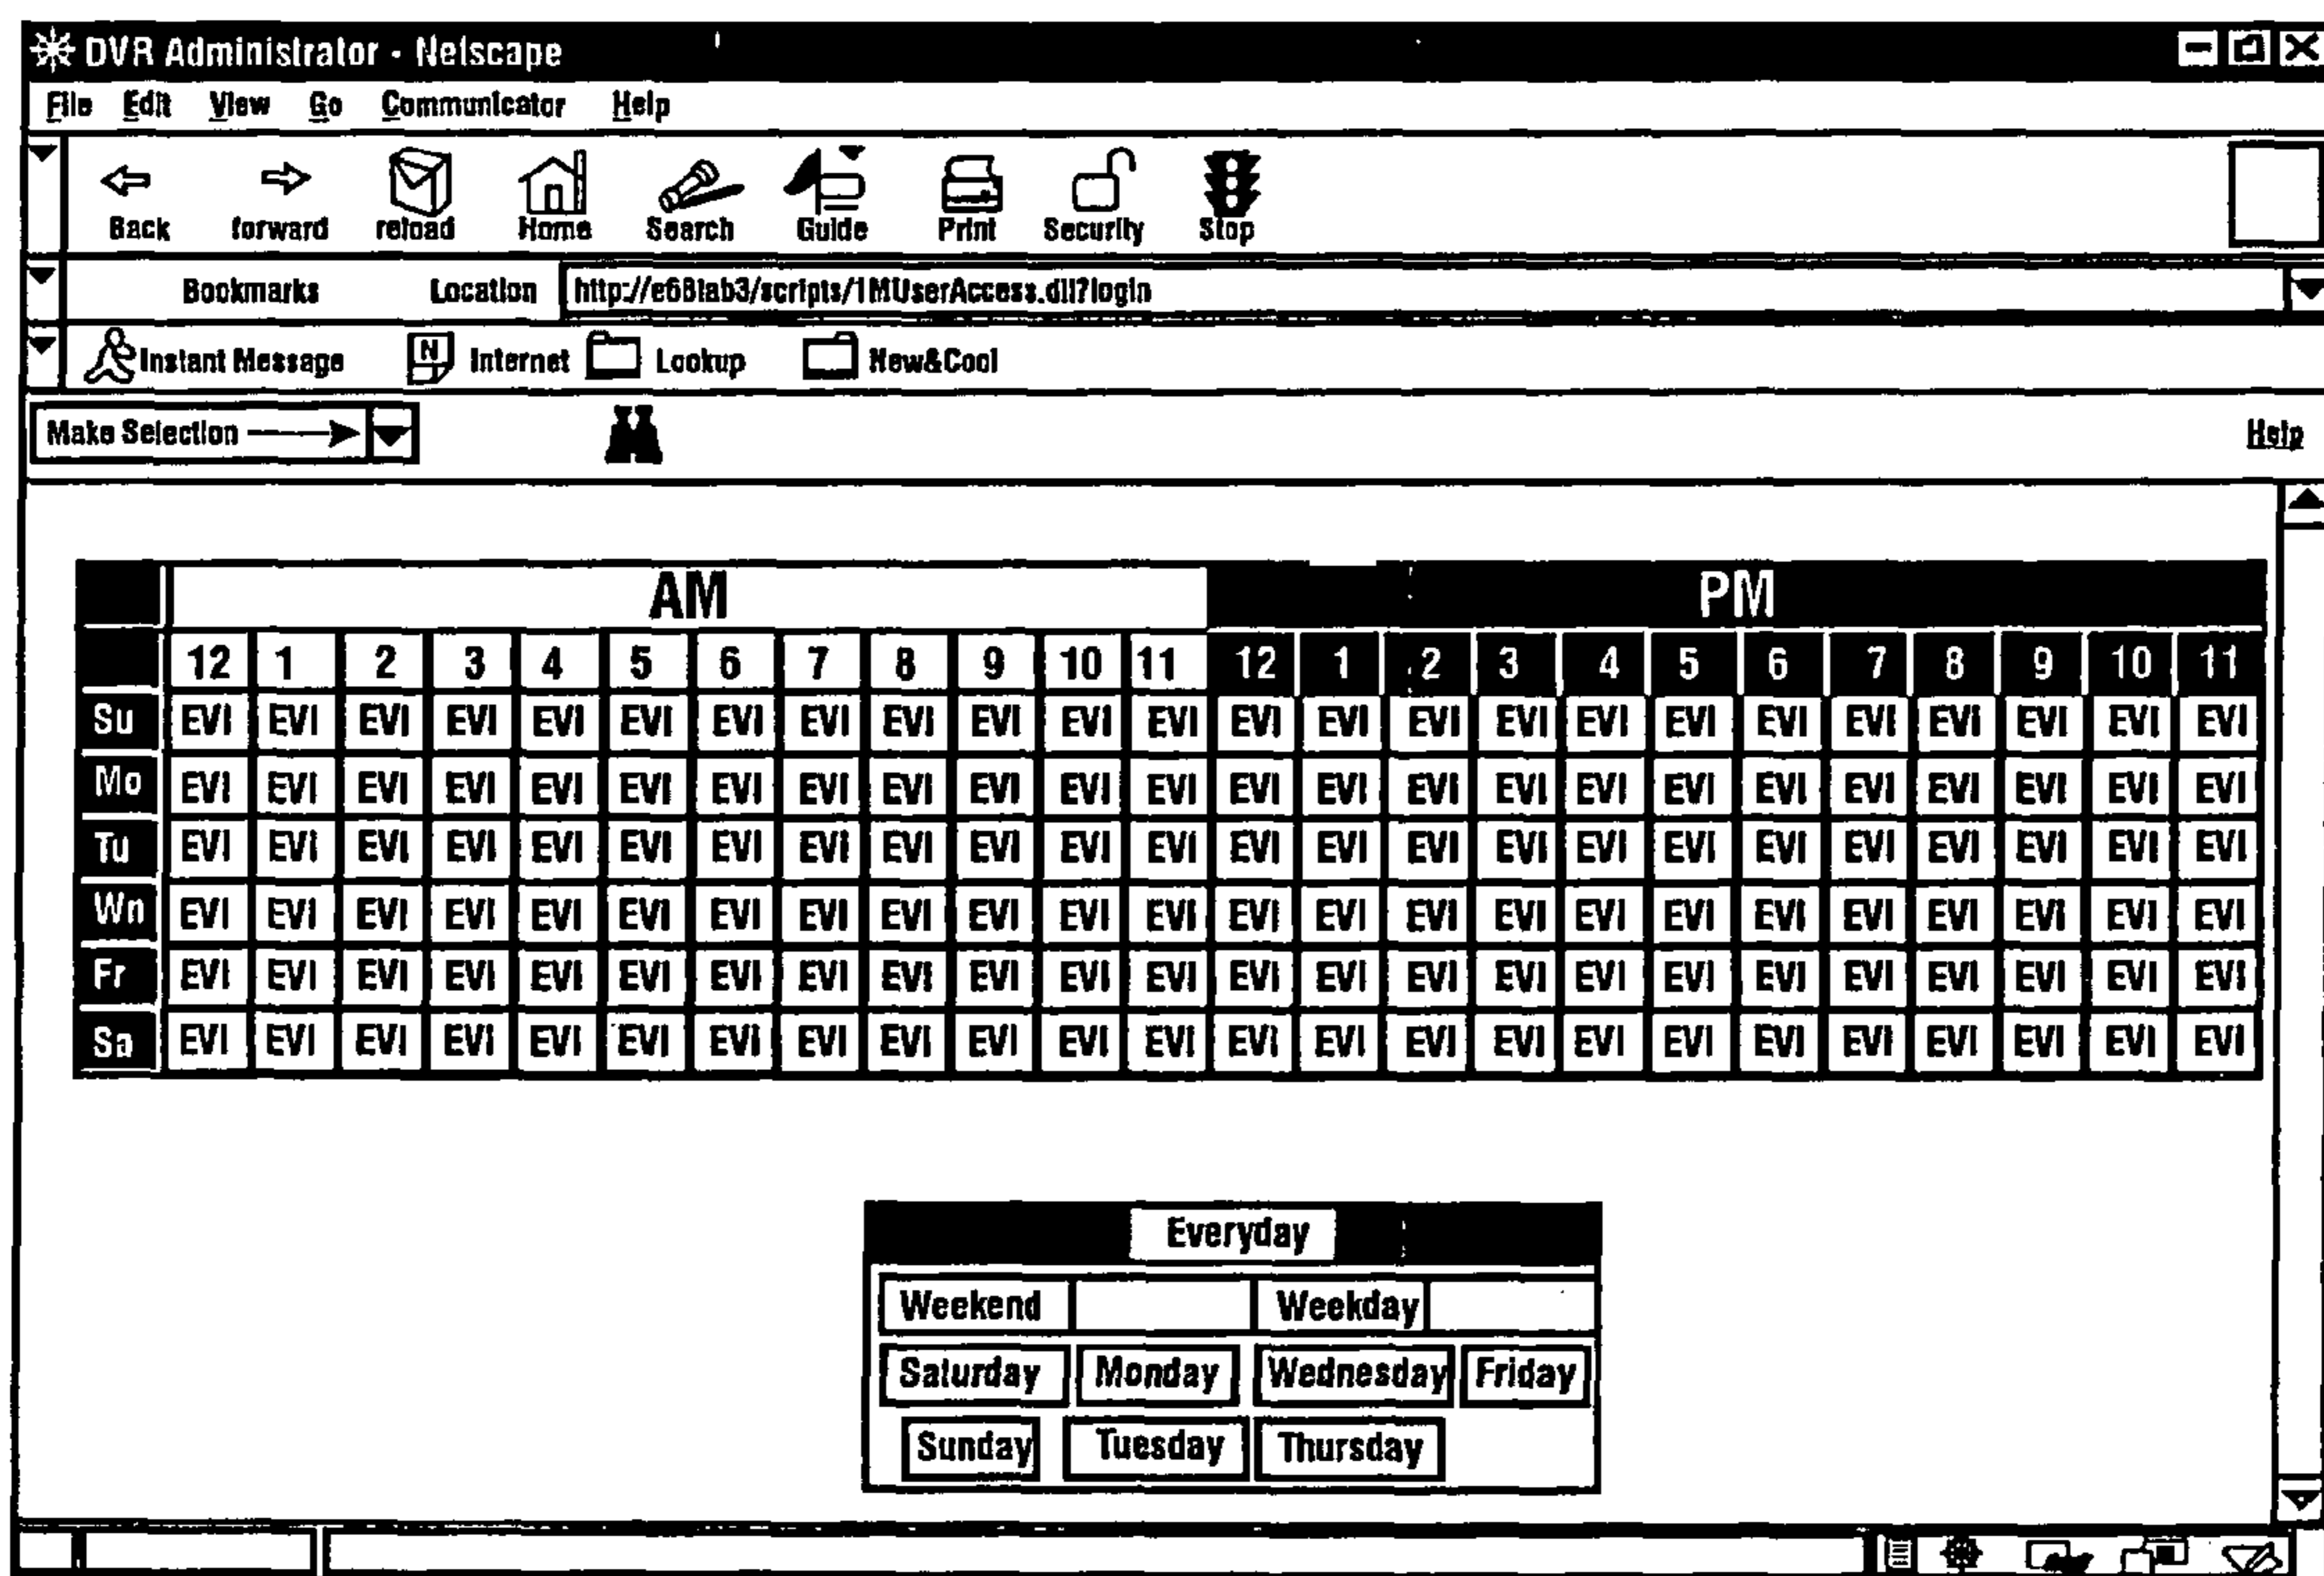 DVR Administrator - Netscape
File Edit View Go Communicator Help
Back forward reload Home Search Guide Print Security Stop
Bookmarks Location http://e68lab3/scripts/1MUserAccess.dll?login
Instant Message N Internet Lookup New&Cool
Make Selection Help
AM PM
12 1 2 3 4 5 6 7 8 9 10 11 12 1 2 3 4 5 6 7 8 9 10 11
Su EVI EVI EVI EVI EVI EVI EVI EVI EVI EVI EVI EVI EVI EVI EVI EVI EVI EVI EVI EVI EVI EVI EVI EVI
Mo EVI EVI EVI EVI EVI EVI EVI EVI EVI EVI EVI EVI EVI EVI EVI EVI EVI EVI EVI EVI EVI EVI EVI EVI
Tu EVI EVI EVI EVI EVI EVI EVI EVI EVI EVI EVI EVI EVI EVI EVI EVI EVI EVI EVI EVI EVI EVI EVI EVI
Wn EVI EVI EVI EVI EVI EVI EVI EVI EVI EVI EVI EVI EVI EVI EVI EVI EVI EVI EVI EVI EVI EVI EVI EVI
Fr EVI EVI EVI EVI EVI EVI EVI EVI EVI EVI EVI EVI EVI EVI EVI EVI EVI EVI EVI EVI EVI EVI EVI EVI
Sa EVI EVI EVI EVI EVI EVI EVI EVI EVI EVI EVI EVI EVI EVI EVI EVI EVI EVI EVI EVI EVI EVI EVI EVI
Everyday
Weekend Weekday
Saturday Monday Wednesday Friday
Sunday Tuesday Thursday